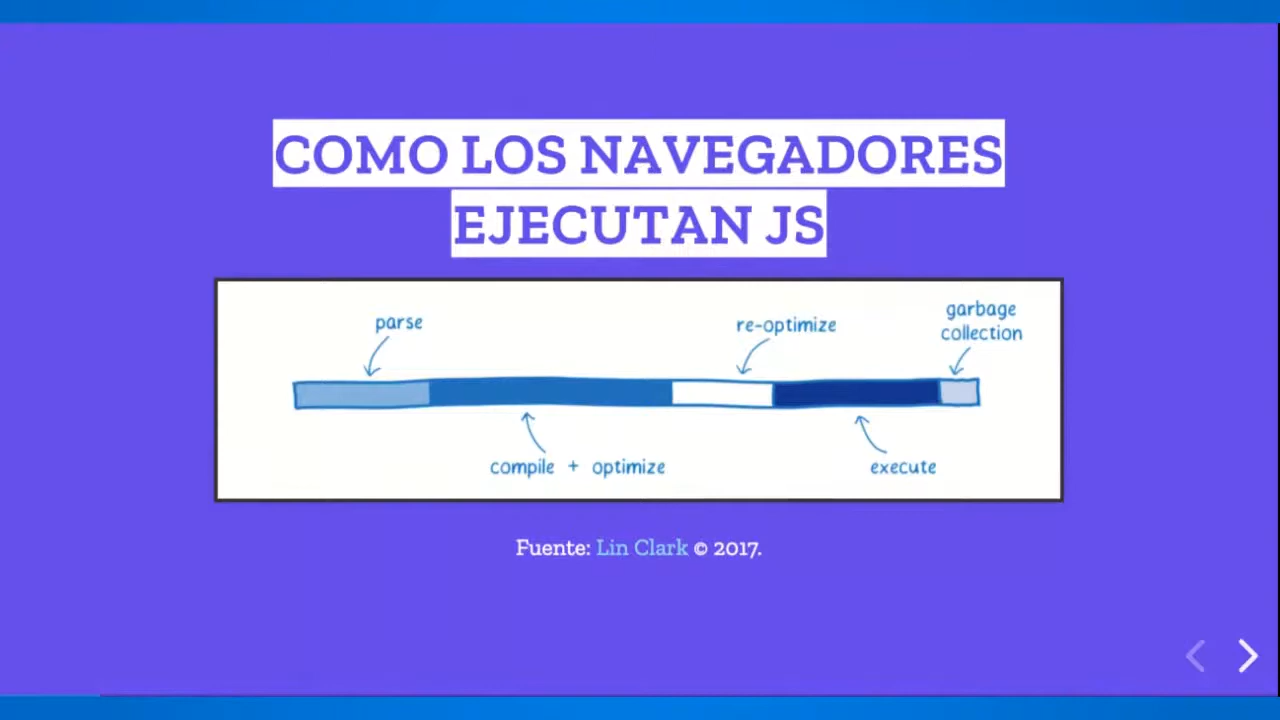 COMO LOS NAVEGADORES
EJECUTAN JS
parse
re-optimize
garbage
collection
compile + optimize
execute
Fuente: Lin Clark © 2017.